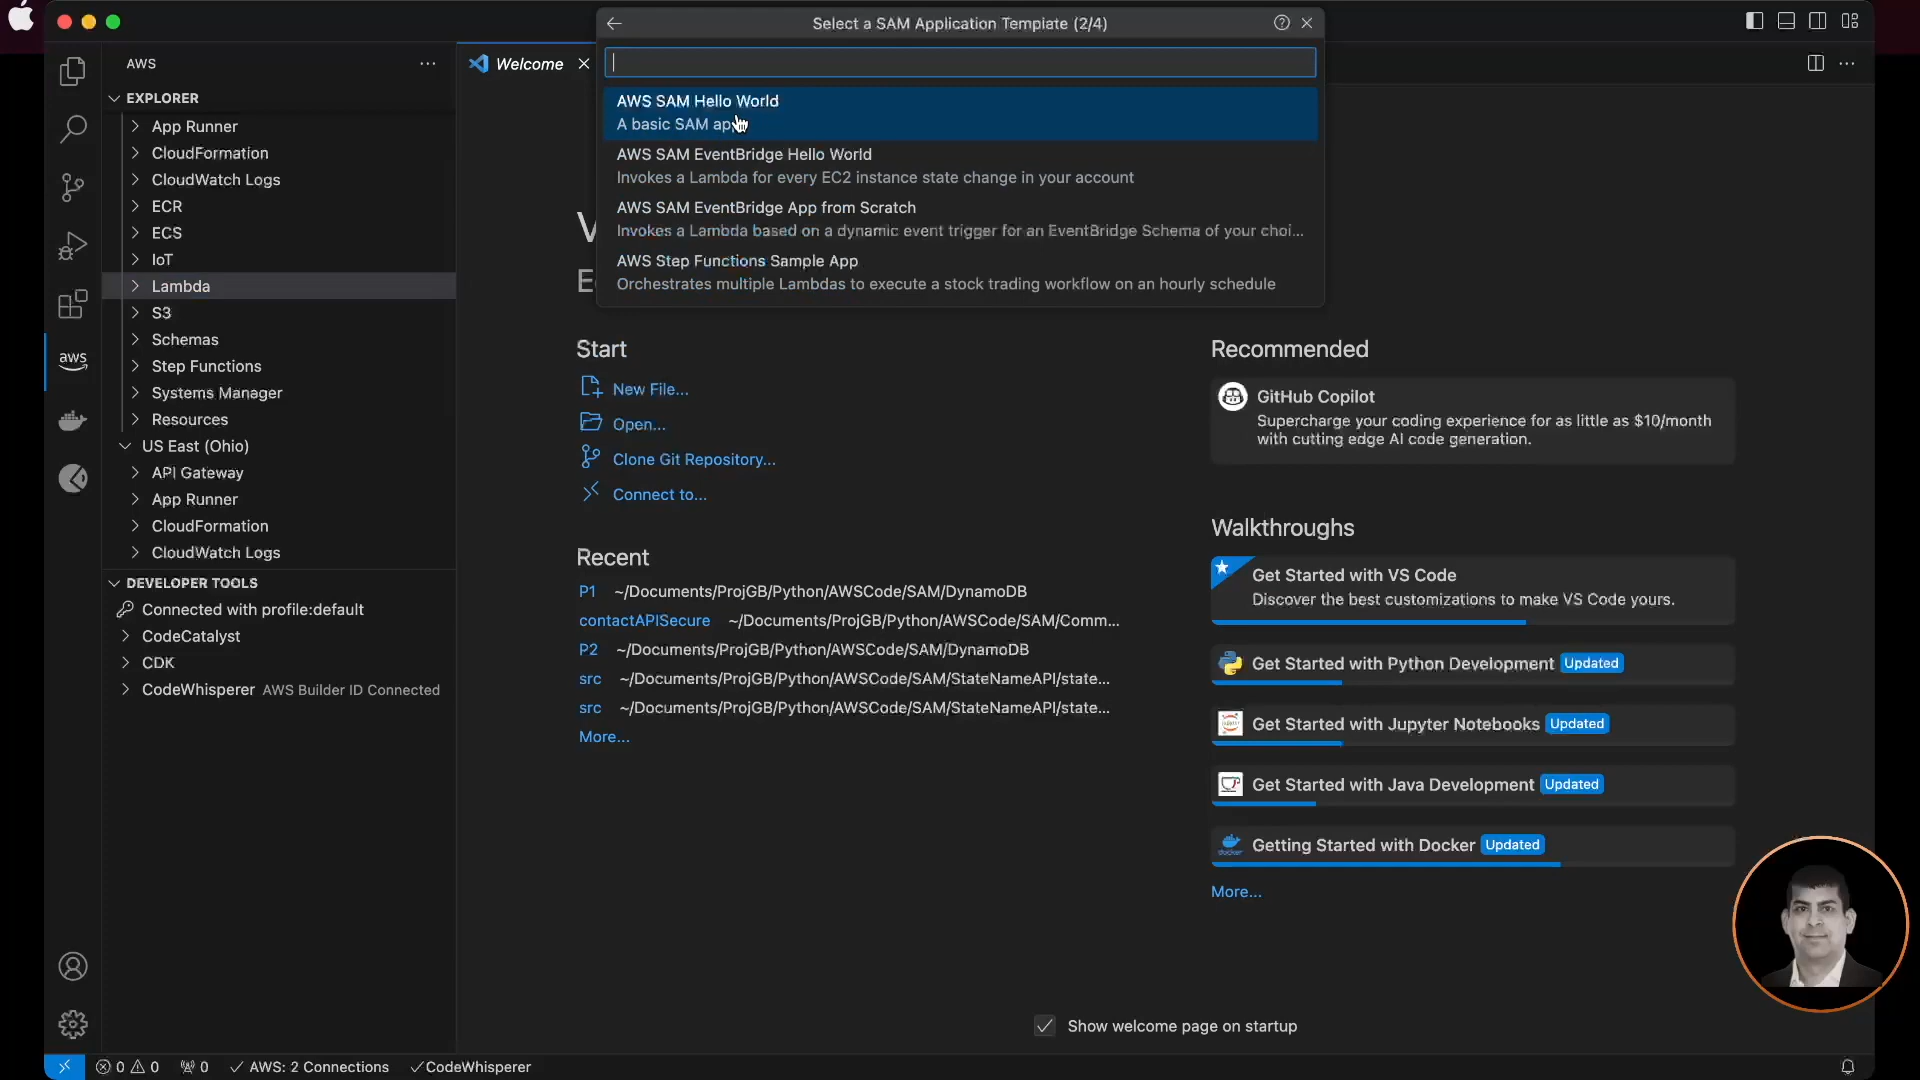 Select a SAM Application Template (2/4)
AWS SAM Hello World
A basic SAM ap
AWS SAM EventBridge Hello World
Invokes a Lambda for every EC2 instance state change in your account
AWS SAM EventBridge App from Scratch
Invokes a Lambda based on a dynamic event trigger for an EventBridge Schema of your choi...
AWS Step Functions Sample App
Orchestrates multiple Lambdas to execute a stock trading workflow on an hourly schedule
AWS
EXPLORER
App Runner
CloudFormation
CloudWatch Logs
ECR
ECS
IoT
Lambda
S3
Schemas
Step Functions
Systems Manager
Resources
US East (Ohio)
API Gateway
App Runner
CloudFormation
CloudWatch Logs
DEVELOPER TOOLS
Connected with profile:default
CodeCatalyst
CDK
CodeWhisperer AWS Builder ID Connected
aws
Welcome
V
E
Start
New File...
Open...
Clone Git Repository...
Connect to...
Recent
P1 ~/Documents/ProjGB/Python/AWSCode/SAM/DynamoDB
contactAPISecure ~/Documents/ProjGB/Python/AWSCode/SAM/Comm...
P2 ~/Documents/ProjGB/Python/AWSCode/SAM/DynamoDB
src ~/Documents/ProjGB/Python/AWSCode/SAM/StateNameAPI/state...
src ~/Documents/ProjGB/Python/AWSCode/SAM/StateNameAPI/state...
More...
Recommended
GitHub Copilot
Supercharge your coding experience for as little as $10/month
with cutting edge AI code generation.
Walkthroughs
Get Started with VS Code
Discover the best customizations to make VS Code yours.
Get Started with Python Development Updated
Get Started with Jupyter Notebooks Updated
Get Started with Java Development Updated
Getting Started with Docker Updated
More...
Show welcome page on startup
0 0 0 AWS: 2 Connections CodeWhisperer